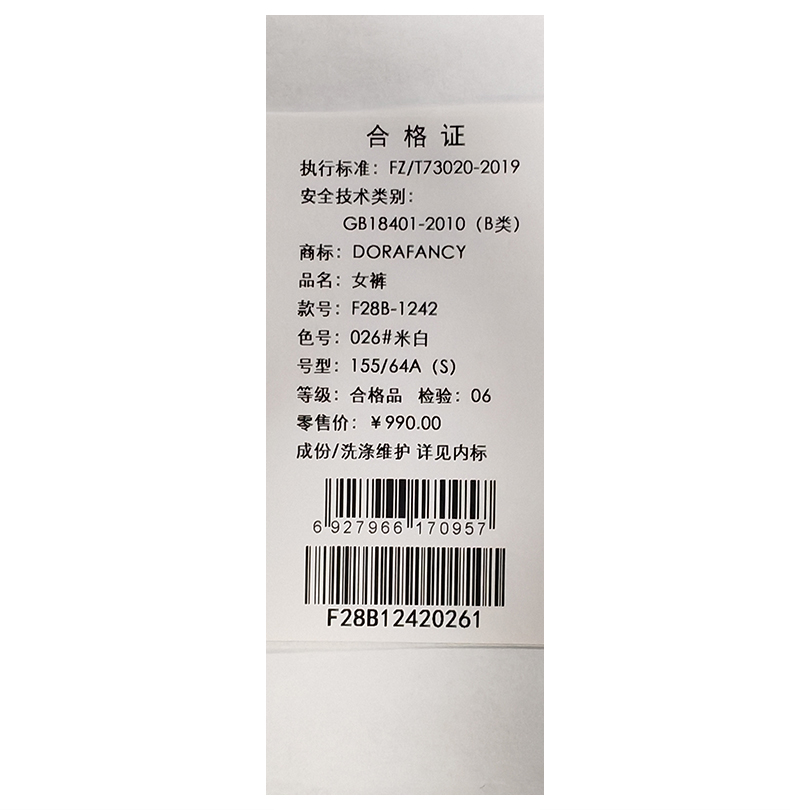 合格证
执行标准：FZ/T73020-2019
安全技术类别：
GB18401-2010（B类）
商标：DORAFANCY
品名：女裤
款号：F28B-1242
色号：026#米白
号型：155/64A（S）
等级：合格品 检验：06
零售价：￥990.00
成份/洗涤维护 详见内标
6 927966 170957
F28B12420261